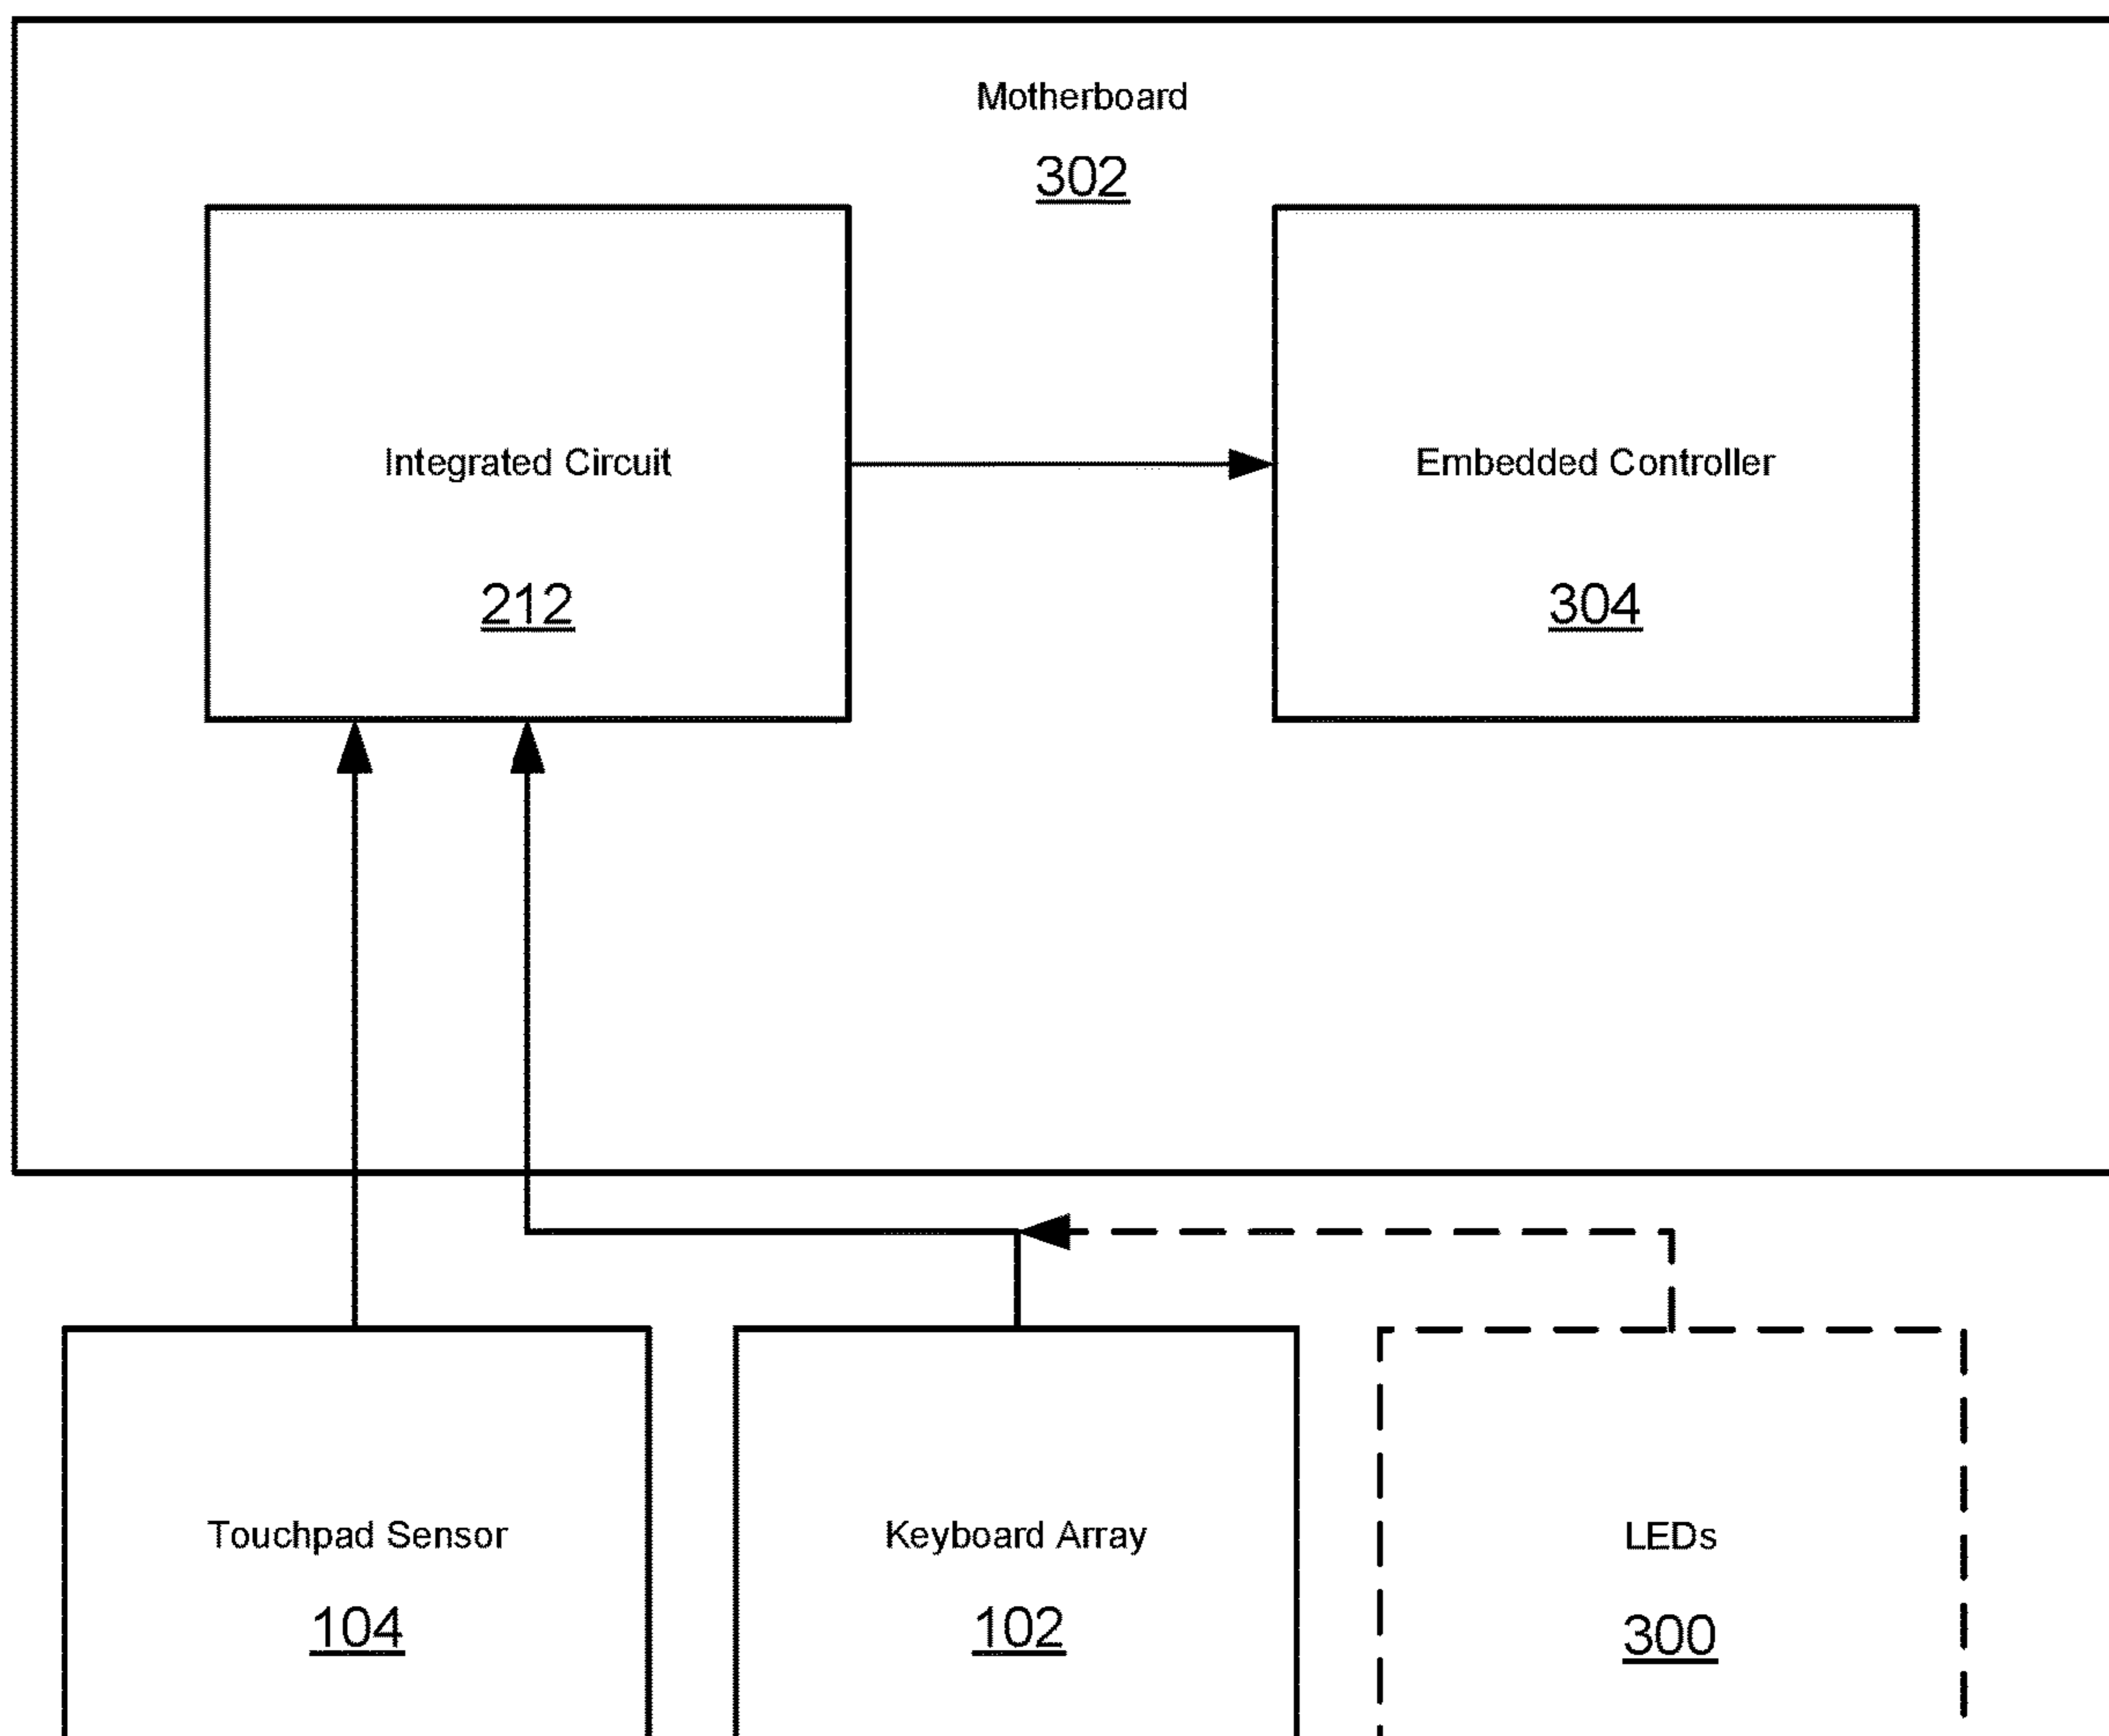 Motherboard
302
Integrated Circuit
212
Embedded Controller
304
Touchpad Sensor
104
Keyboard Array
102
LEDs
300